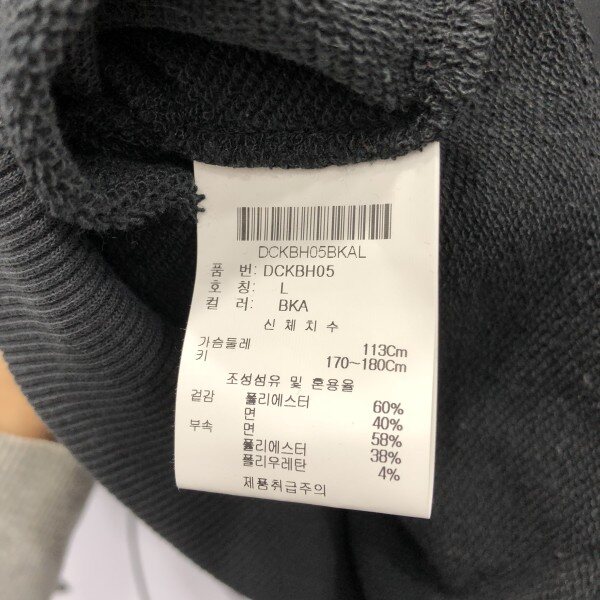 DCKBH05BKAL
품 번: DCKBH05
호 칭: L
컬 러: BKA
신 체 치 수
가슴둘레 113Cm
키 170~180Cm
조성섬유 및 혼용율
겉감 폴리에스터 60%
면 40%
부속 면 58%
폴리에스터 38%
폴리우레탄 4%
제품취급주의